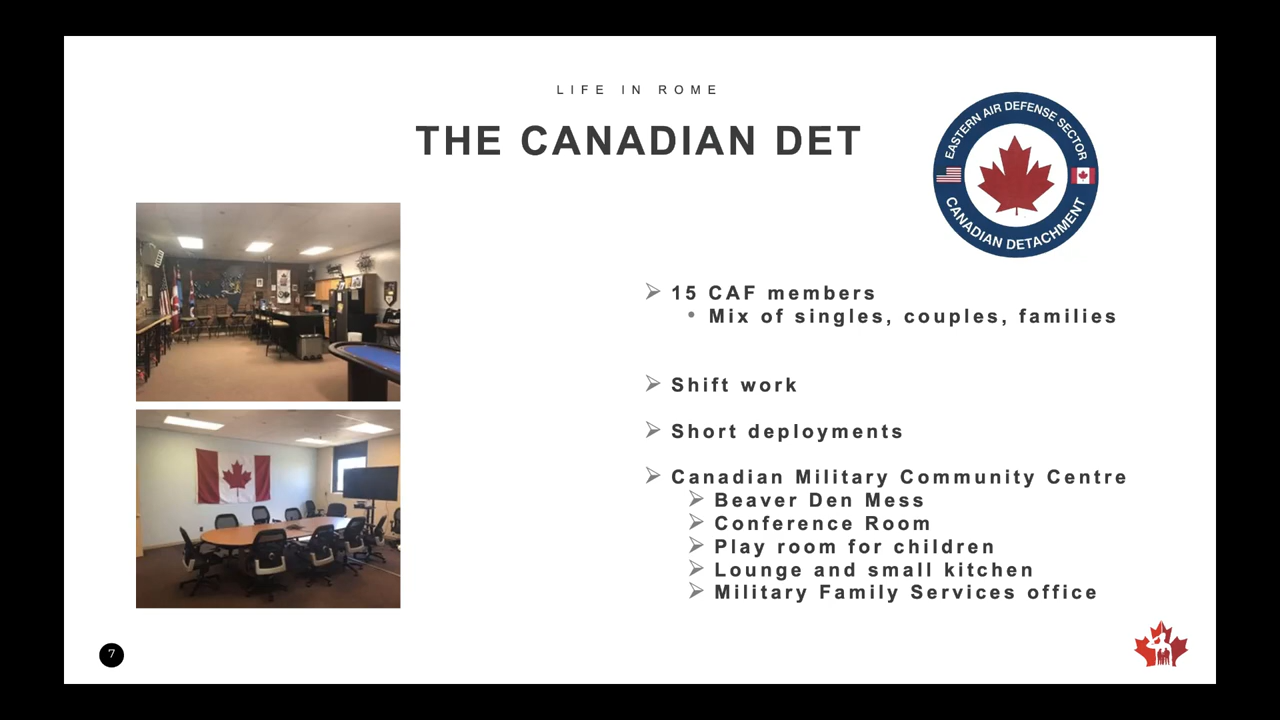 LIFE IN ROME
THE CANADIAN DET
EASTERN AIR DEFENSE SECTOR
CANADIAN DETACHMENT
15 CAF members
Mix of singles, couples, families
Shift work
Short deployments
Canadian Military Community Centre
Beaver Den Mess
Conference Room
Play room for children
Lounge and small kitchen
Military Family Services office
7